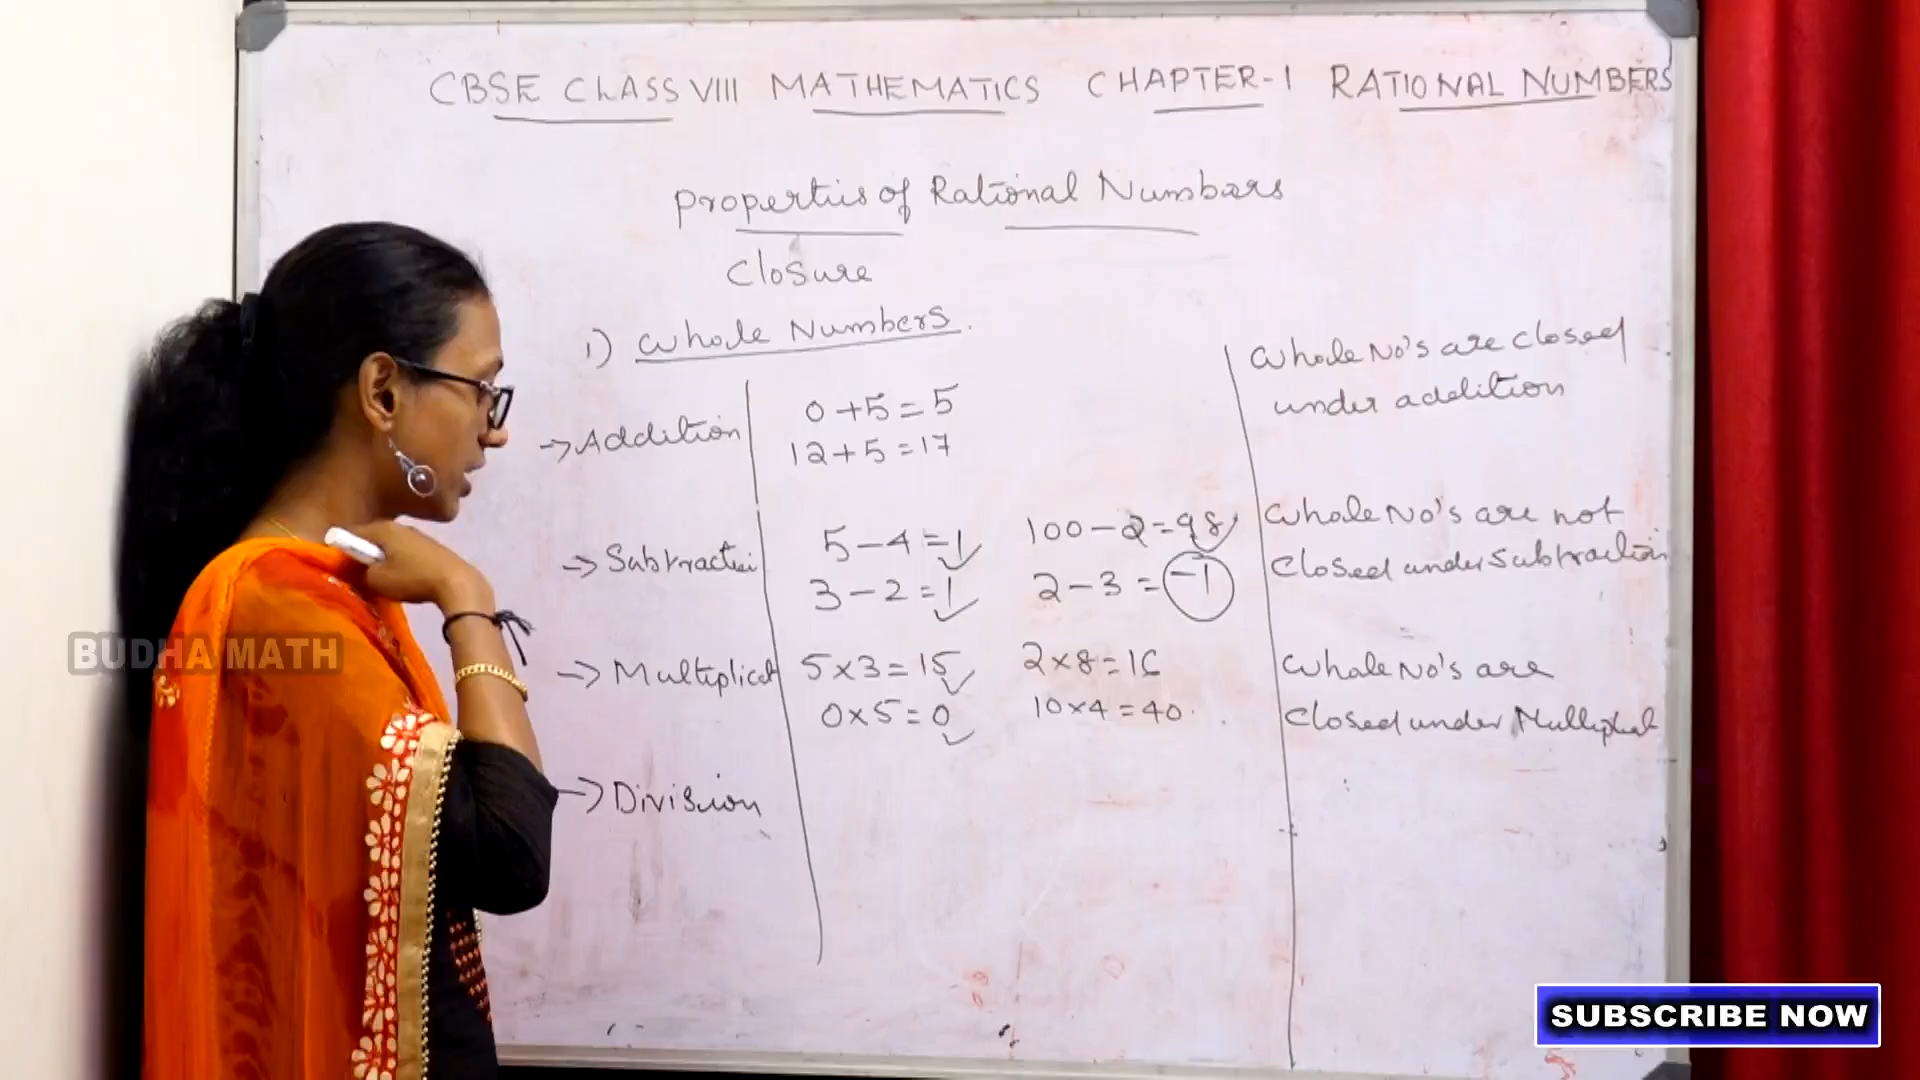 CBSE CLASS VIII MATHEMATICS CHAPTER-1 RATIONAL NUMBERS
Properties of Rational Numbers
Closure
1) Whole Numbers.
→ Addition
0+5=5
12+5=17
Whole No's are closed
under addition
→ Subtraction
5-4=1
100-2=98
3-2=1
2-3=-1
Whole No's are not
closed under subtraction
→ Multiplicat
5×3=15
2×8=16
0×5=0
10×4=40
Whole No's are
closed under
→ Division
BUDHA MATH
SUBSCRIBE NOW